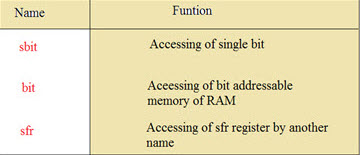 Name Funtion
sbit Accessing of single bit
bit Aceessing of bit addressable
memory of RAM
sfr Accessing of sfr register by another
name